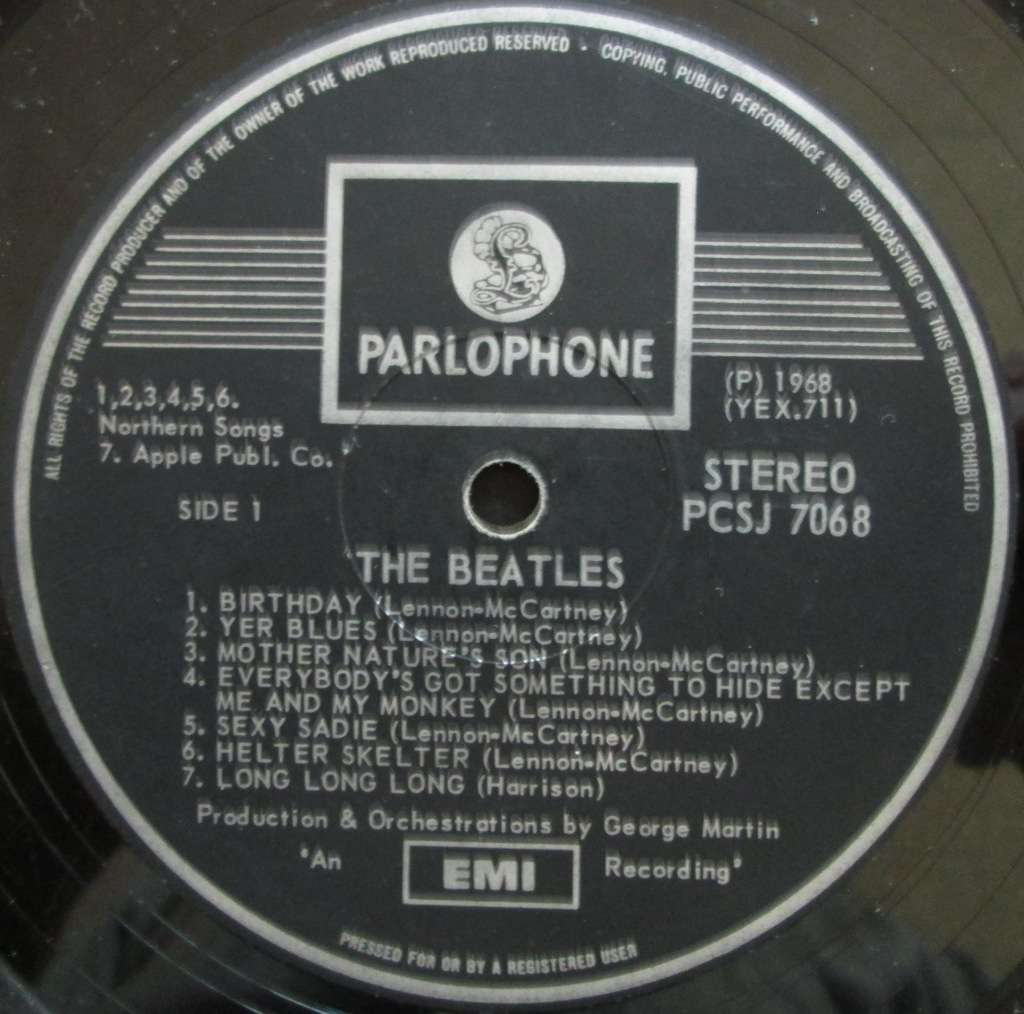 ALL RIGHTS OF THE RECORD PRODUCER AND OF THE OWNER OF THE WORK REPRODUCED RESERVED · COPYING, PUBLIC PERFORMANCE AND BROADCASTING OF THIS RECORD PROHIBITED
PARLOPHONE
1,2,3,4,5,6.
Northern Songs
7. Apple Publ. Co.
(P) 1968
(YEX.711)
SIDE 1
STEREO
PCSJ 7068
THE BEATLES
1. BIRTHDAY (Lennon-McCartney)
2. YER BLUES (Lennon-McCartney)
3. MOTHER NATURE'S SON (Lennon-McCartney)
4. EVERYBODY'S GOT SOMETHING TO HIDE EXCEPT
ME AND MY MONKEY (Lennon-McCartney)
5. SEXY SADIE (Lennon-McCartney)
6. HELTER SKELTER (Lennon-McCartney)
7. LONG LONG LONG (Harrison)
Production & Orchestrations by George Martin
'An EMI Recording'
PRESSED FOR OR BY A REGISTERED USER